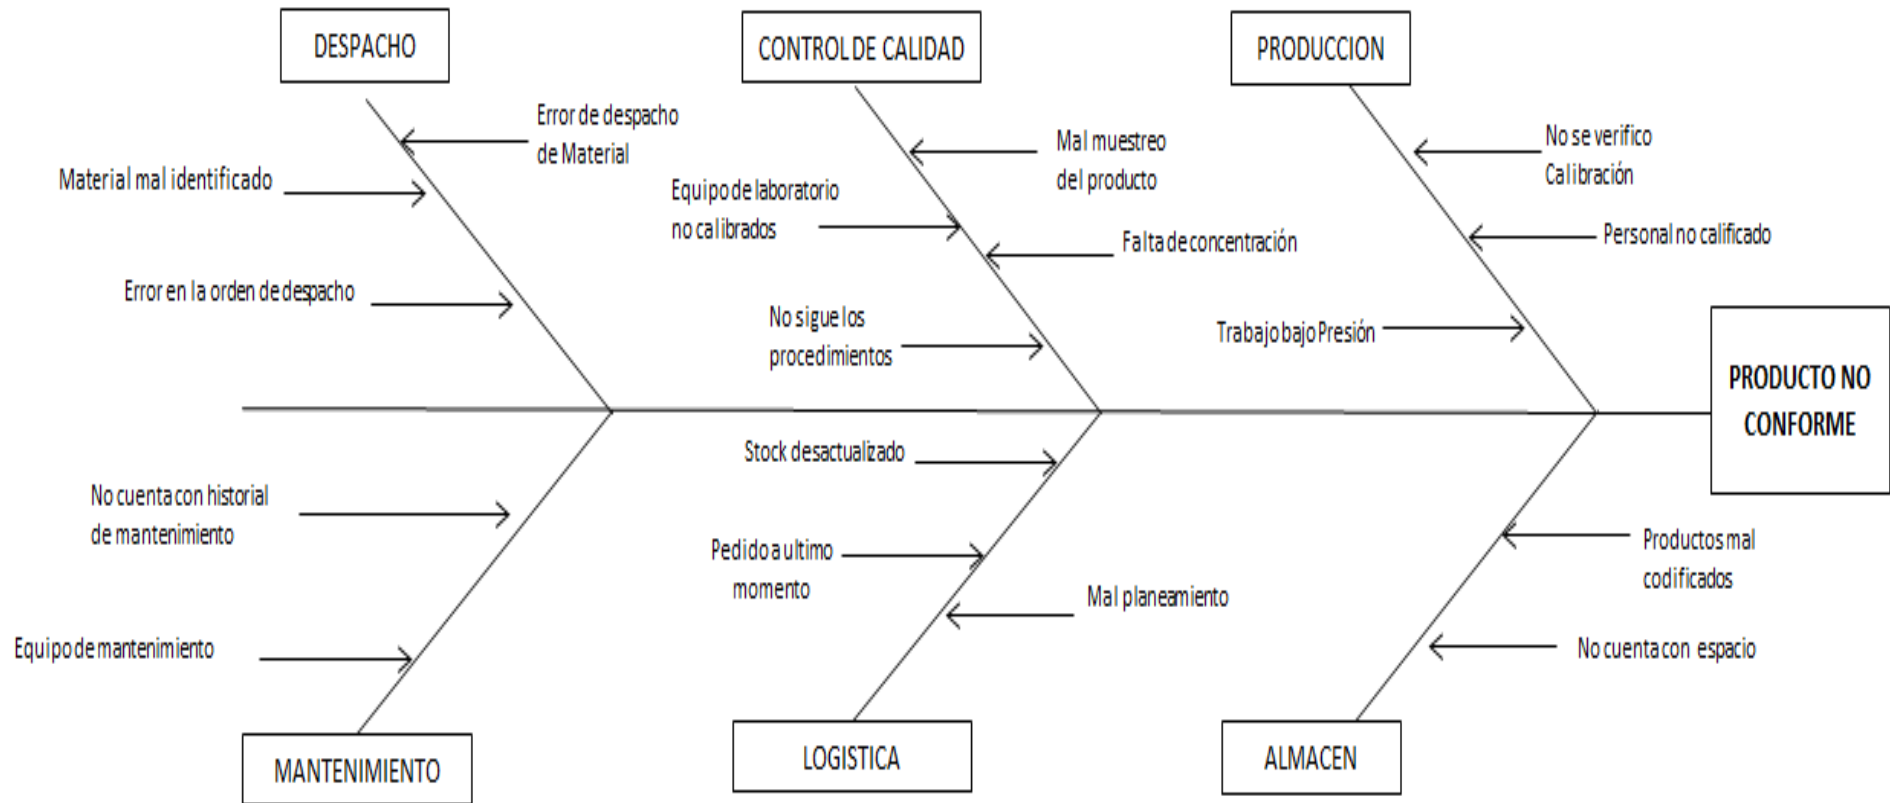 DESPACHO
CONTROL DE CALIDAD
PRODUCCION
Error de despacho
de Material
Material mal identificado
Error en la orden de despacho
Mal muestreo
del producto
Equipo de laboratorio
no calibrados
Falta de concentración
No sigue los
procedimientos
No se verifico
Calibración
Personal no calificado
Trabajo bajo Presión
PRODUCTO NO
CONFORME
No cuenta con historial
de mantenimiento
Equipo de mantenimiento
Stock desactualizado
Pedido a ultimo
momento
Mal planeamiento
Productos mal
codificados
No cuenta con espacio
MANTENIMIENTO
LOGISTICA
ALMACEN